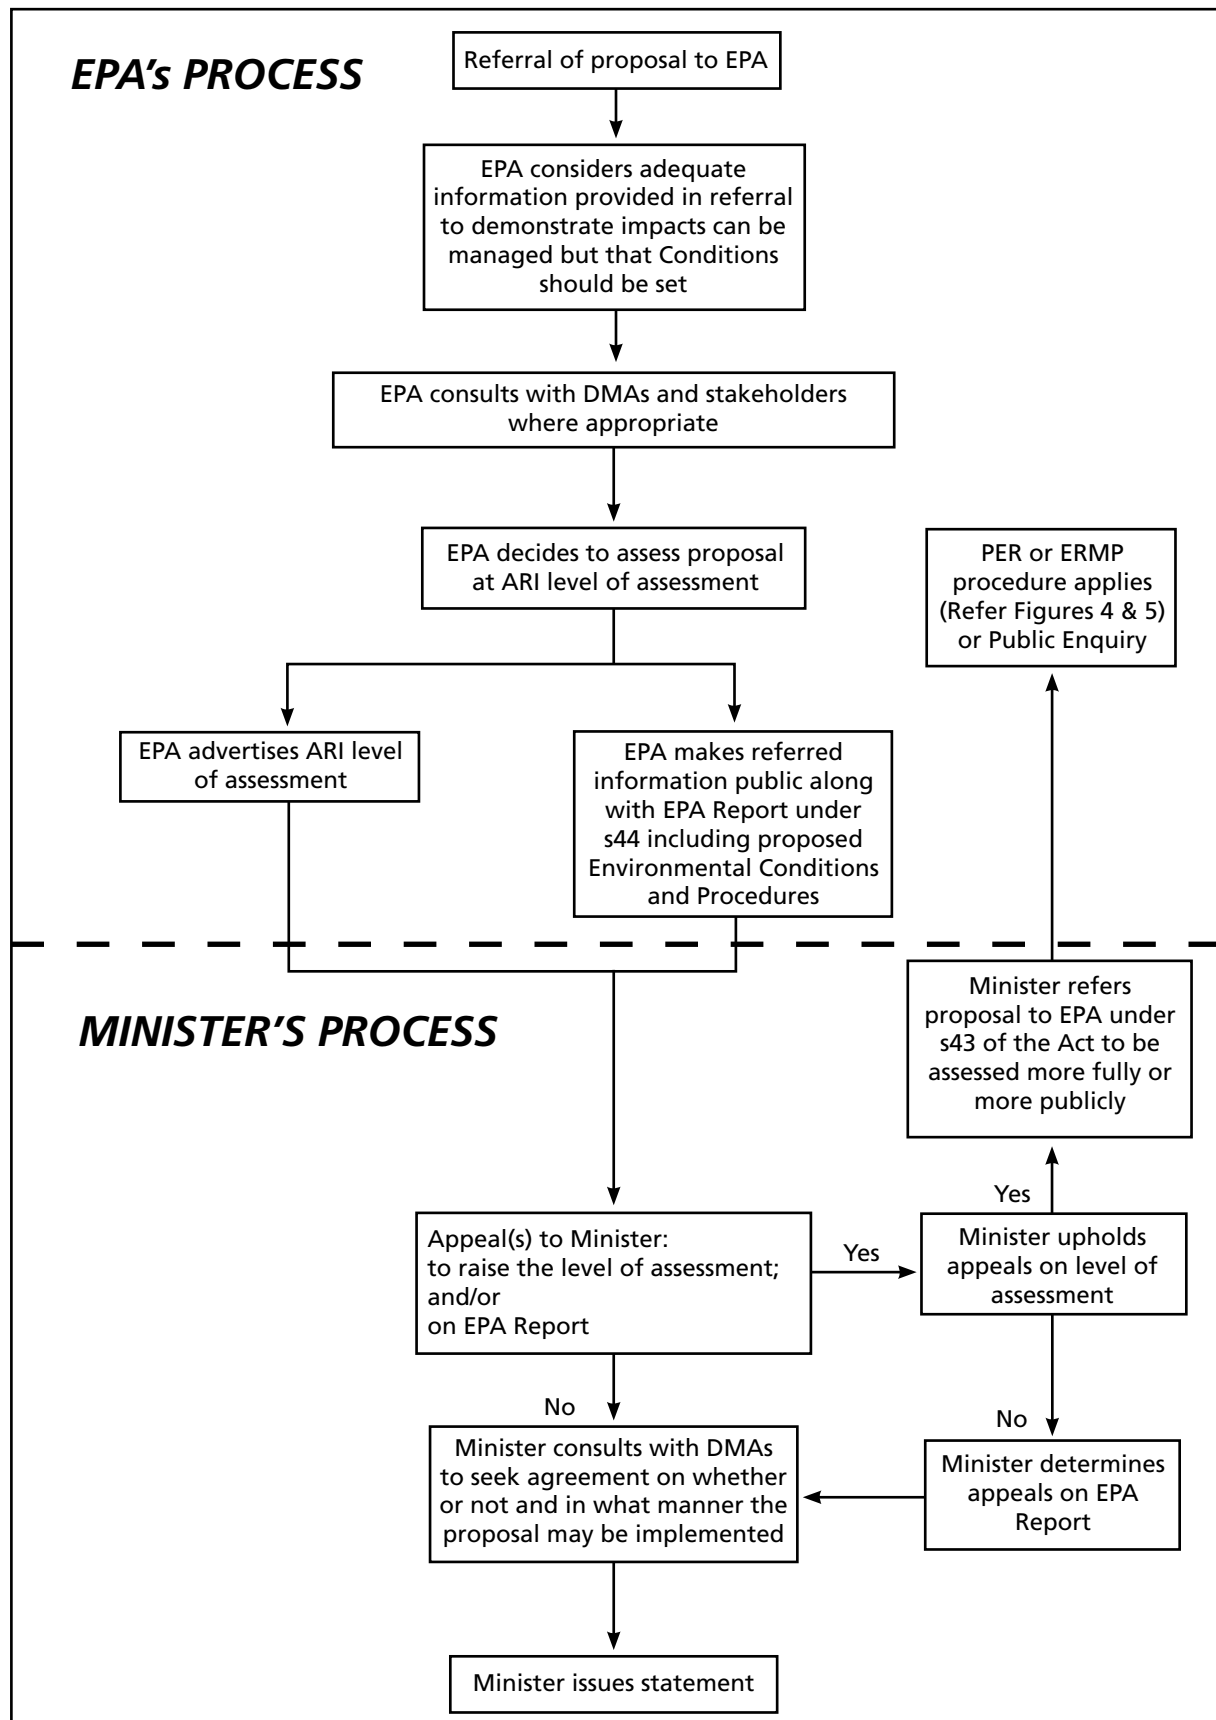 EPA's PROCESS
Referral of proposal to EPA
EPA considers adequate
information provided in referral
to demonstrate impacts can be
managed but that Conditions
should be set
EPA consults with DMAs and stakeholders
where appropriate
EPA decides to assess proposal
at ARI level of assessment
PER or ERMP
procedure applies
(Refer Figures 4 & 5)
or Public Enquiry
EPA advertises ARI level
of assessment
EPA makes referred
information public along
with EPA Report under
s44 including proposed
Environmental Conditions
and Procedures
MINISTER'S PROCESS
Minister refers
proposal to EPA under
s43 of the Act to be
assessed more fully or
more publicly
Yes
Appeal(s) to Minister:
to raise the level of assessment;
and/or
on EPA Report
Yes
Minister upholds
appeals on level of
assessment
No
No
Minister consults with DMAs
to seek agreement on whether
or not and in what manner the
proposal may be implemented
Minister determines
appeals on EPA
Report
Minister issues statement